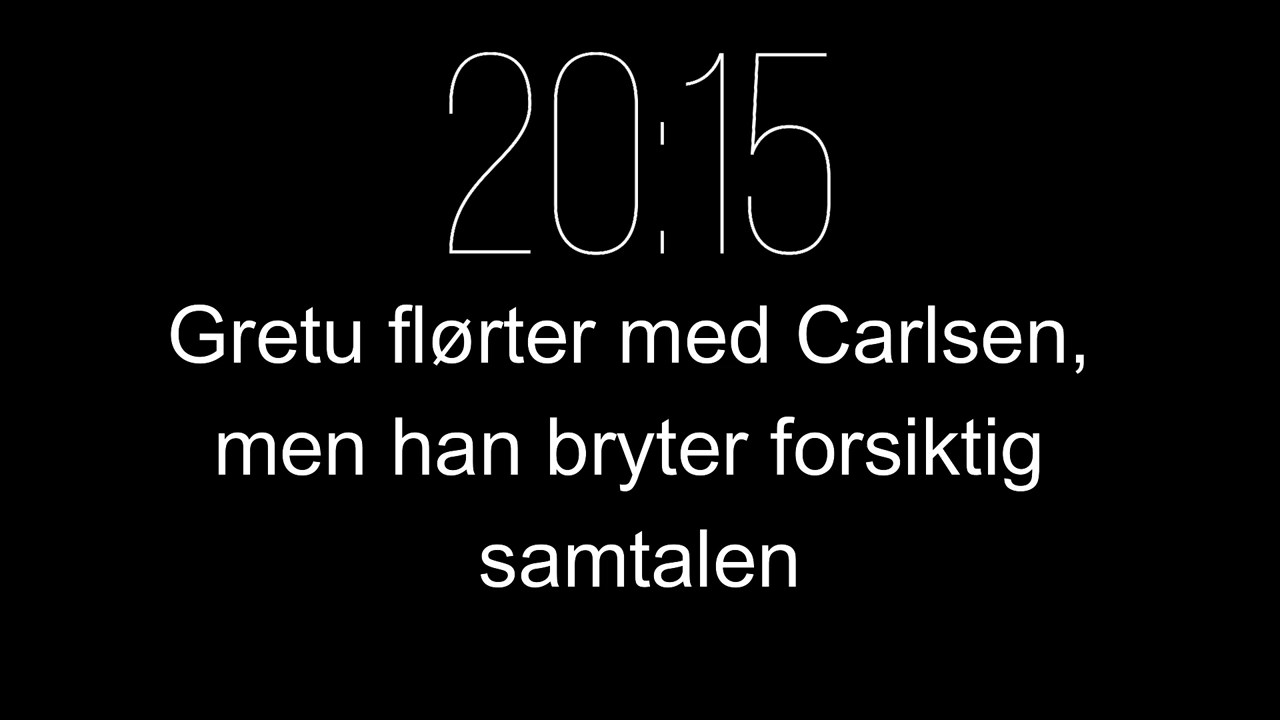 20:15
Gretu flørter med Carlsen,
men han bryter forsiktig
samtalen